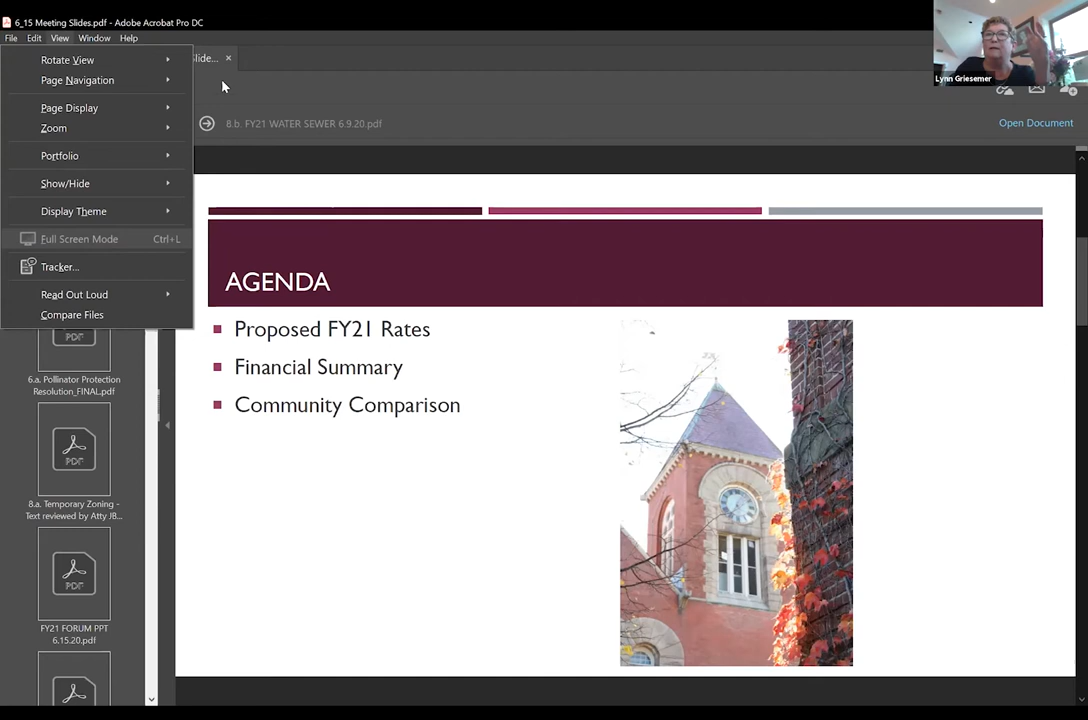 6_15 Meeting Slides.pdf - Adobe Acrobat Pro DC
File Edit View Window Help
Lynn Griesemer
Slide...
Rotate View
Page Navigation
Page Display
Zoom
Portfolio
Show/Hide
Display Theme
Full Screen Mode Ctrl+L
Tracker...
Read Out Loud
Compare Files
8.b. FY21 WATER SEWER 6.9.20.pdf
Open Document
6.a. Pollinator Protection
Resolution_FINAL.pdf
PDF
8.a. Temporary Zoning -
Text reviewed by Atty JB...
PDF
FY21 FORUM PPT
6.15.20.pdf
AGENDA
Proposed FY21 Rates
Financial Summary
Community Comparison